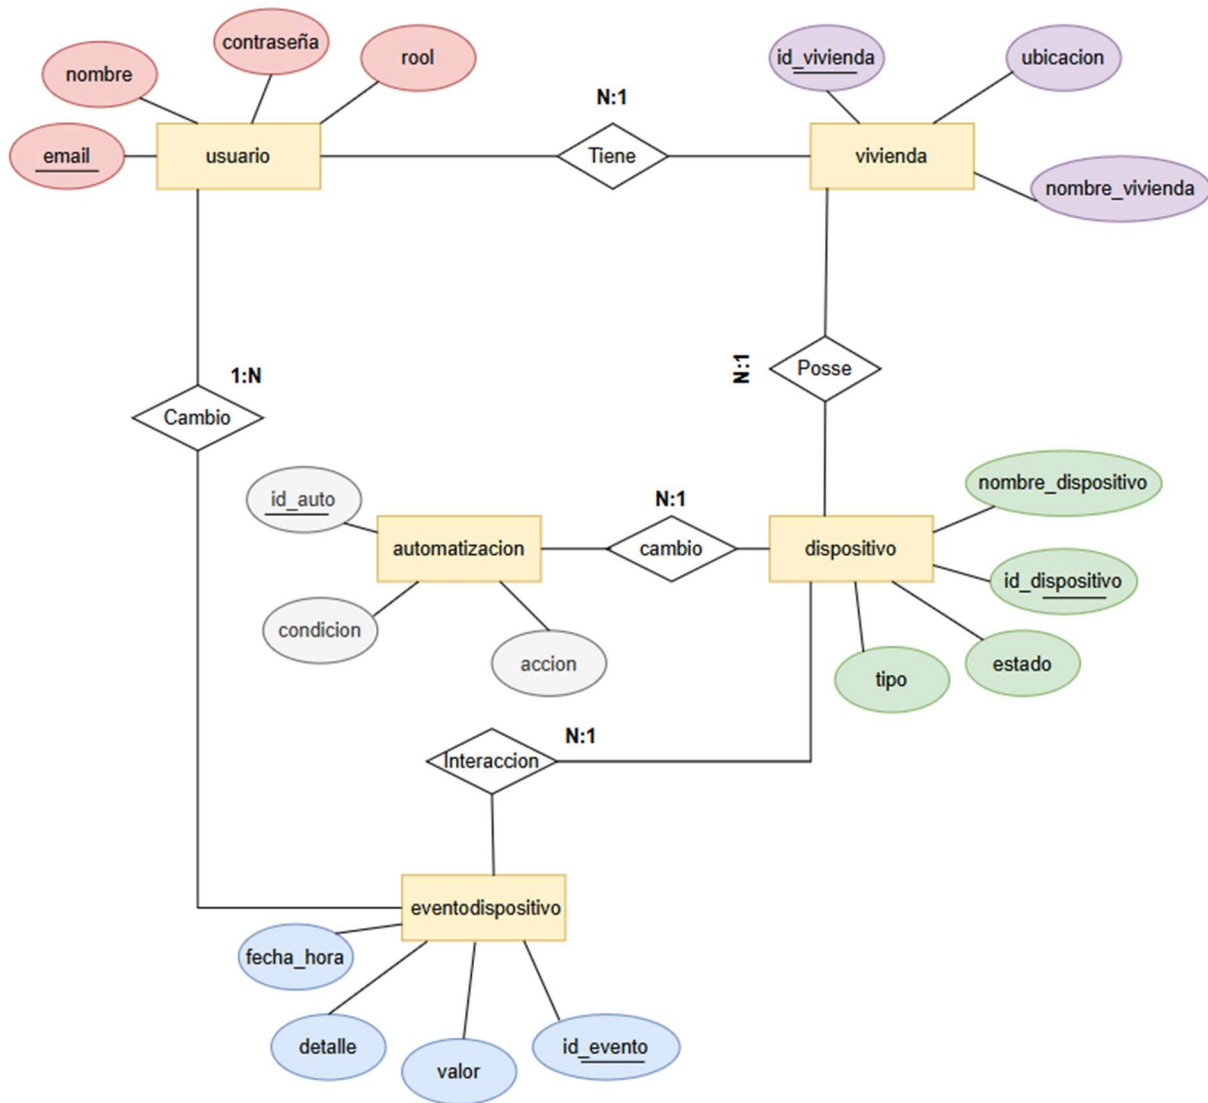 contraseña
rool
nombre
id_vivienda
ubicacion
N:1
email
usuario
Tiene
vivienda
nombre_vivienda
N:1
Posse
1:N
Cambio
nombre_dispositivo
id_auto
N:1
automatizacion
cambio
dispositivo
id_dispositivo
condicion
accion
estado
tipo
N:1
Interaccion
eventodispositivo
fecha_hora
detalle
valor
id_evento